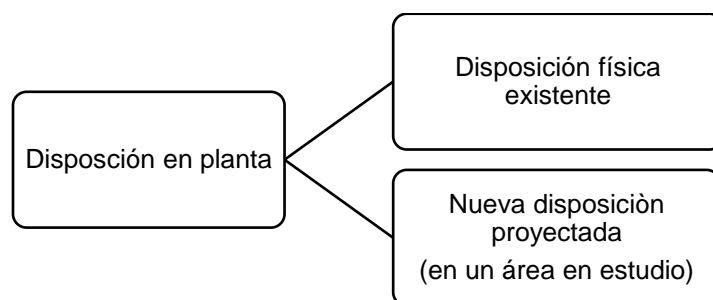 Disposción en planta
Disposición física
existente
Nueva disposiciòn
proyectada
(en un área en estudio)